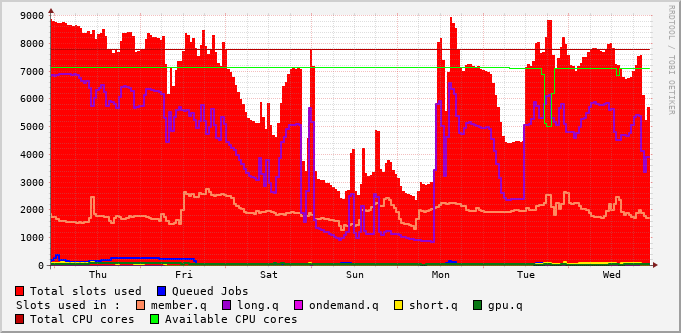 9000
8000
7000
6000
5000
4000
3000
2000
1000
0
Thu Fri Sat Sun Mon Tue Wed
RRDTOOL / TOBI OETIKER
Total slots used Queued Jobs
Slots used in : member.q long.q ondemand.q short.q gpu.q
Total CPU cores Available CPU cores